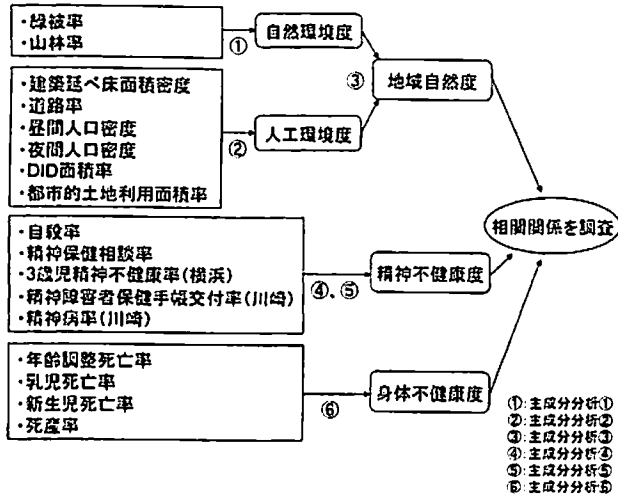 ・緑被率
・山林率
①
自然環境度
・建築延べ床面積密度
・道路率
・昼間人口密度
・夜間人口密度
・DID面積率
・都市的土地利用面積率
②
人工環境度
③
地域自然度
・自殺率
・精神保健相談率
・3歳児精神不健康率(横浜)
・精神障害者保健手帳交付率(川崎)
・精神病率(川崎)
④、⑤
精神不健康度
・年齢調整死亡率
・乳児死亡率
・新生児死亡率
・死産率
⑥
身体不健康度
相関関係を調査
①:主成分分析①
②:主成分分析②
③:主成分分析③
④:主成分分析④
⑤:主成分分析⑤
⑥:主成分分析⑥